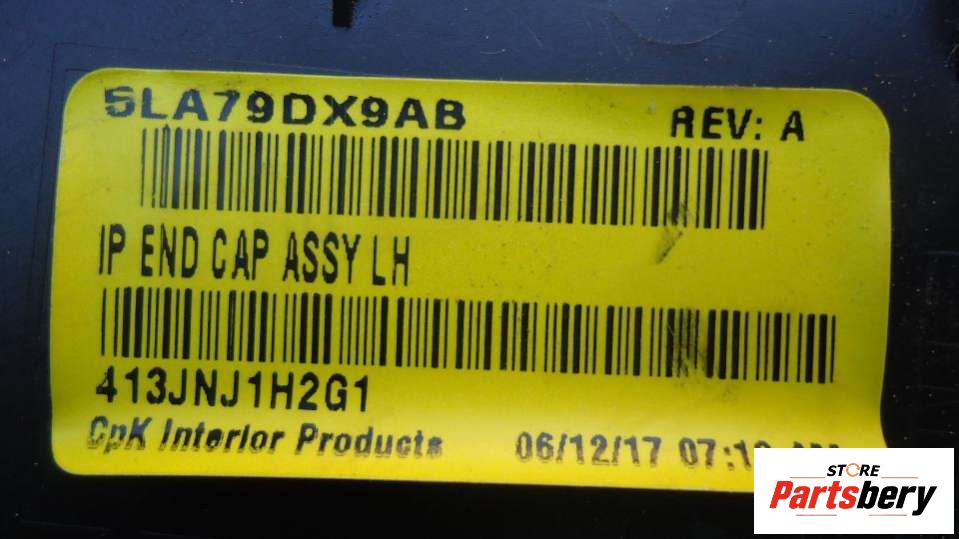 5LA79DX9AB REV: A
IP END CAP ASSY LH
413JNJ1H2G1
CpK Interior Products 06/12/17
STORE
Partsbery